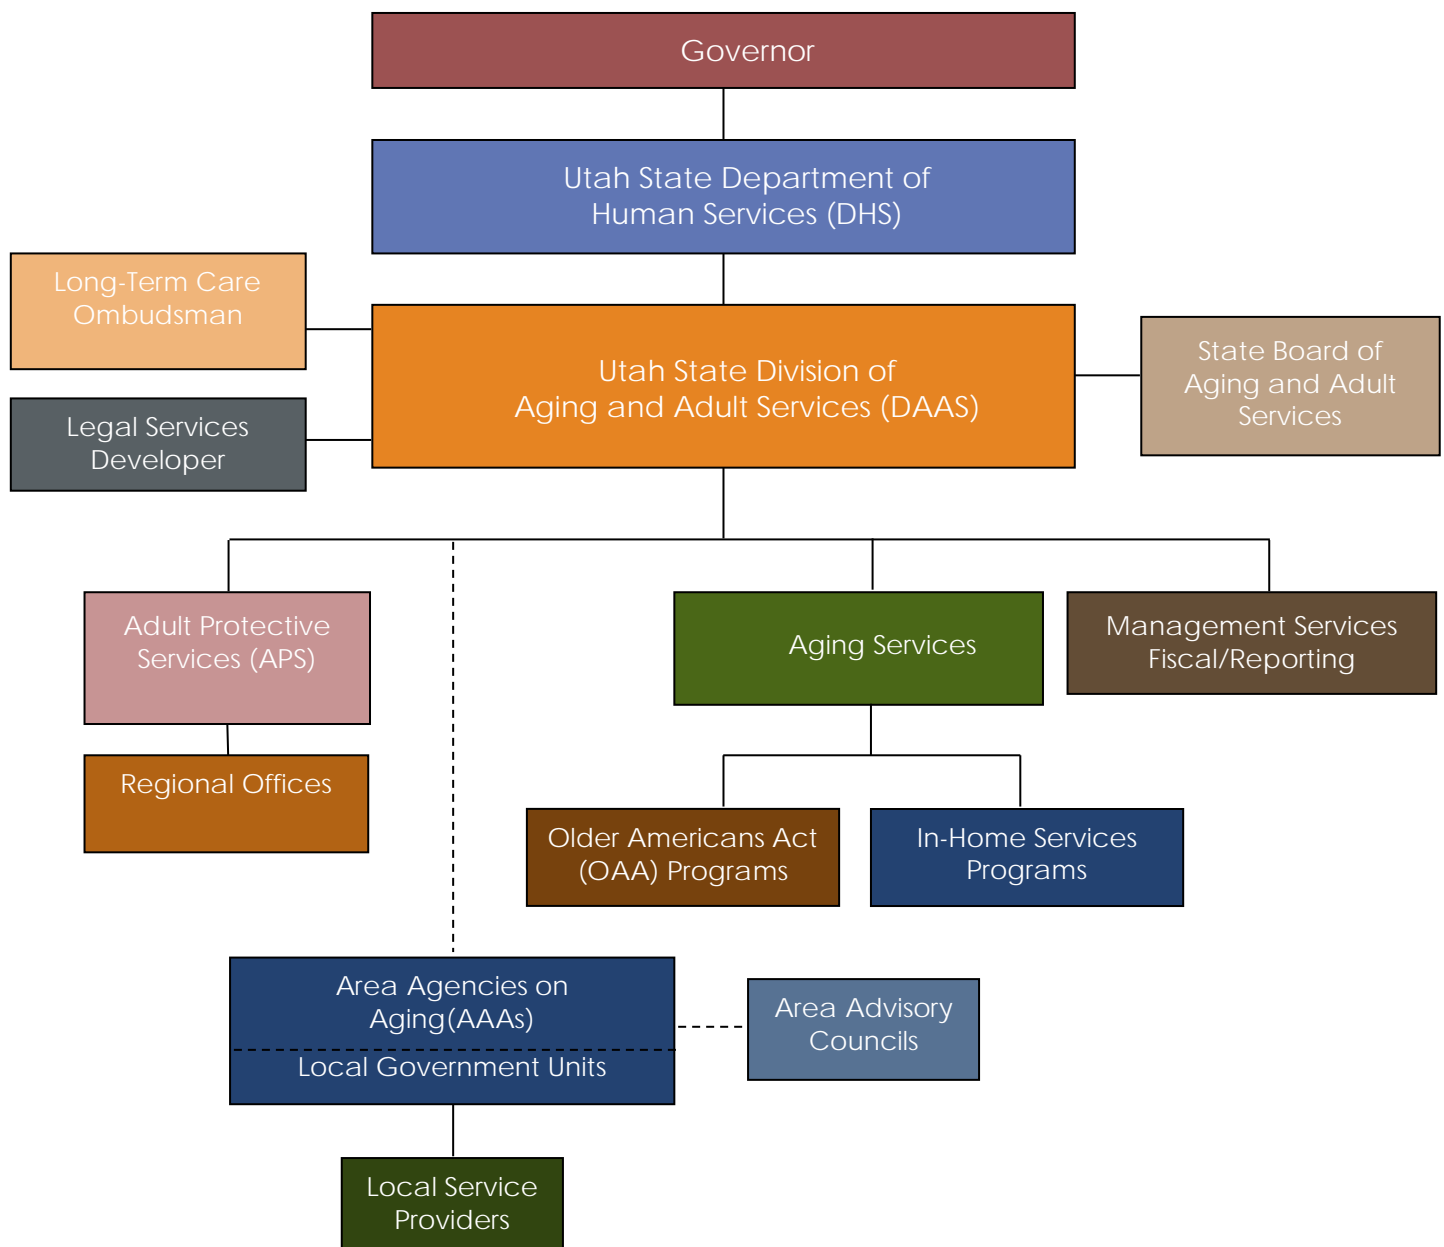 Governor
Utah State Department of
Human Services (DHS)
Long-Term Care
Ombudsman
Utah State Division of
Aging and Adult Services (DAAS)
State Board of
Aging and Adult
Services
Legal Services
Developer
Adult Protective
Services (APS)
Aging Services
Management Services
Fiscal/Reporting
Regional Offices
Older Americans Act
(OAA) Programs
In-Home Services
Programs
Area Agencies on
Aging(AAAs)
Local Government Units
Area Advisory
Councils
Local Service
Providers